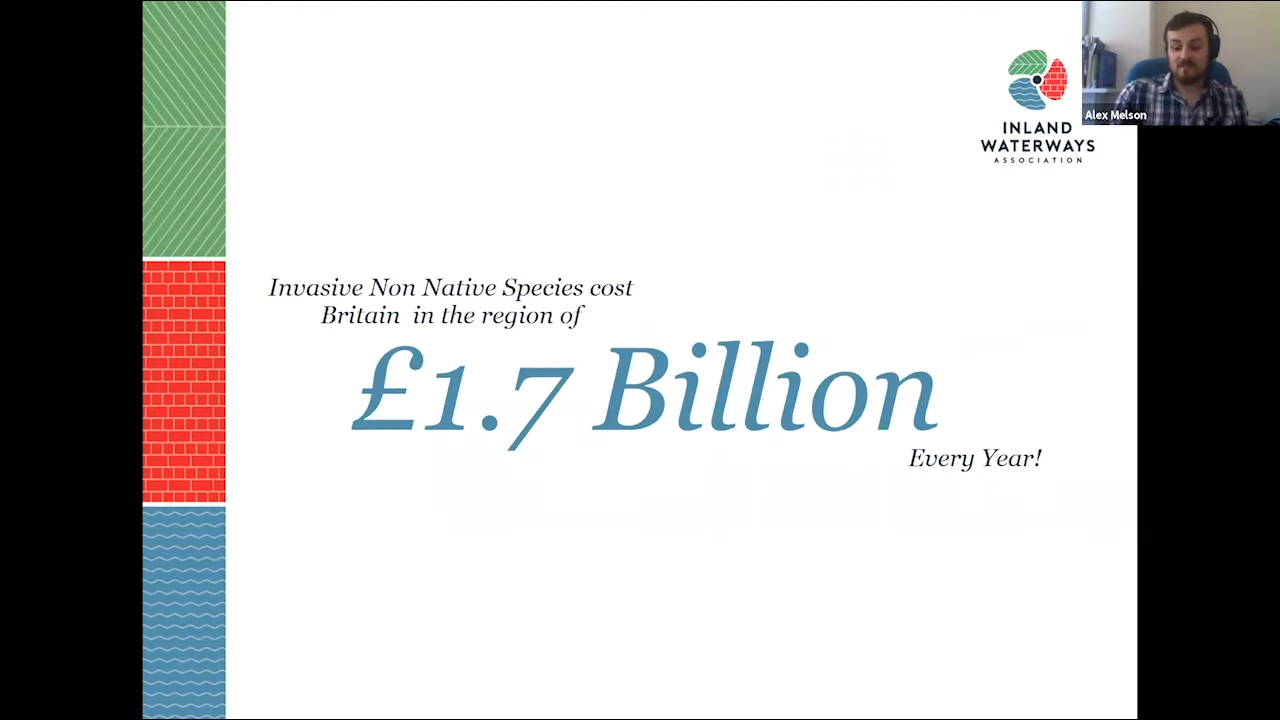 Alex Melson
INLAND
WATERWAYS
ASSOCIATION
Invasive Non Native Species cost
Britain in the region of
£1.7 Billion
Every Year!